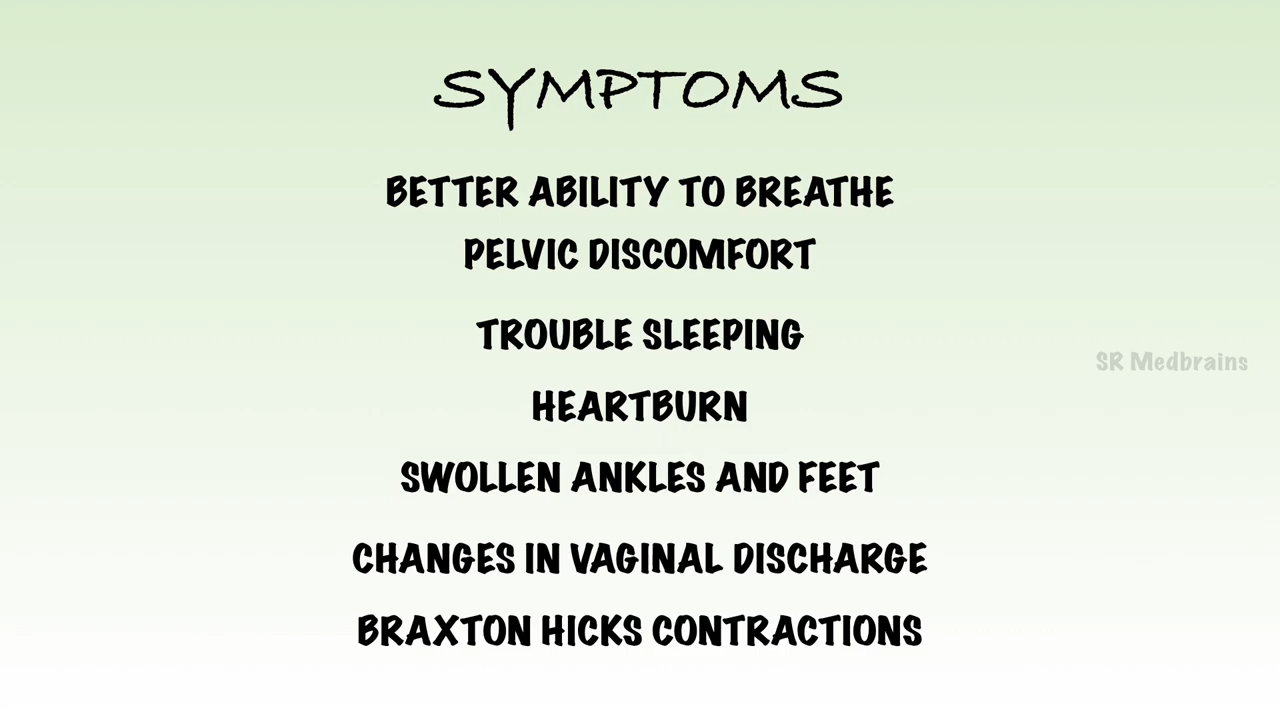 SYMPTOMS
BETTER ABILITY TO BREATHE
PELVIC DISCOMFORT
TROUBLE SLEEPING
SR Medbrains
HEARTBURN
SWOLLEN ANKLES AND FEET
CHANGES IN VAGINAL DISCHARGE
BRAXTON HICKS CONTRACTIONS